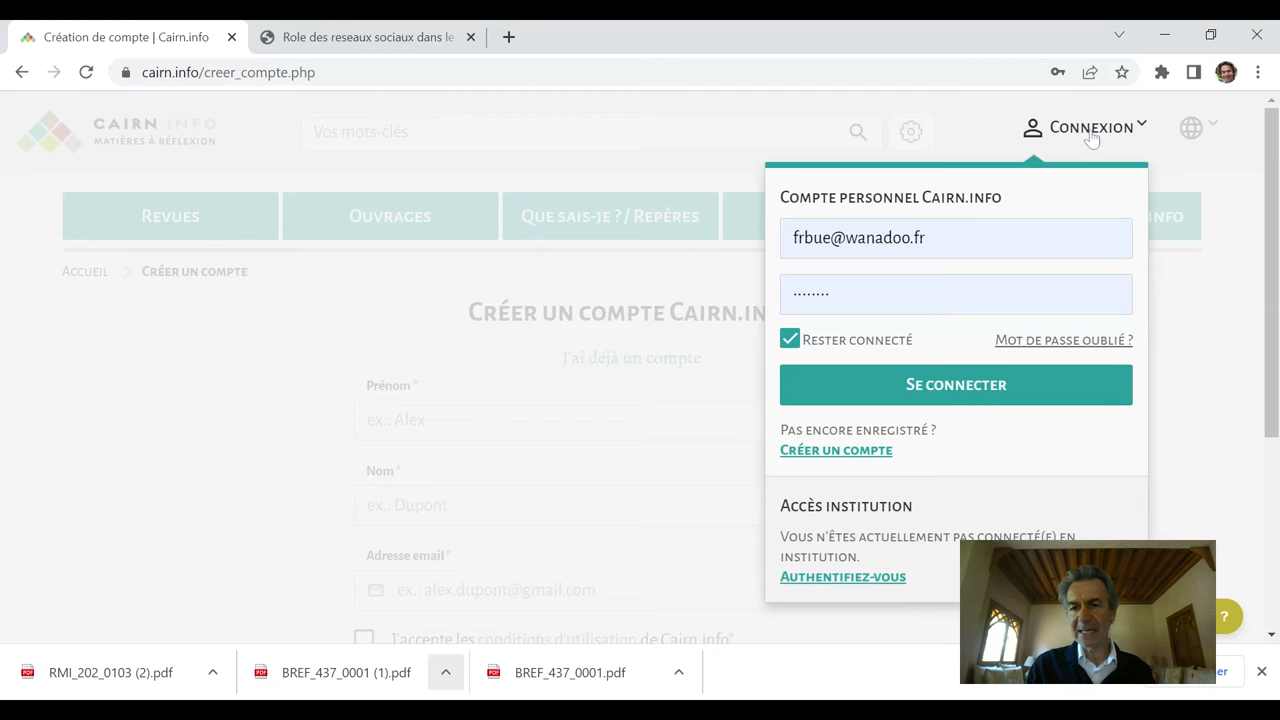 Création de compte | Cairn.info
Role des reseaux sociaux dans le
cairn.info/creer_compte.php
CAIRN.INFO
MATIÈRES À RÉFLEXION
Vos mots-clés
Connexion
Revues
Ouvrages
Que sais-je ? / Repères
Accueil
Créer un compte
Créer un compte Cairn.in
J'ai déjà un compte
Prénom *
ex.: Alex
Nom *
ex.: Dupont
Adresse email *
ex.: alex.dupont@gmail.com
J'accepte les conditions d'utilisation de Cairn.info*
Compte personnel Cairn.info
frbue@wanadoo.fr
........
Rester connecté
Mot de passe oublié ?
Se connecter
Pas encore enregistré ?
Créer un compte
Accès institution
Vous n'êtes actuellement pas connecté(e) en
institution.
Authentifiez-vous
?
RMI_202_0103 (2).pdf
BREF_437_0001 (1).pdf
BREF_437_0001.pdf